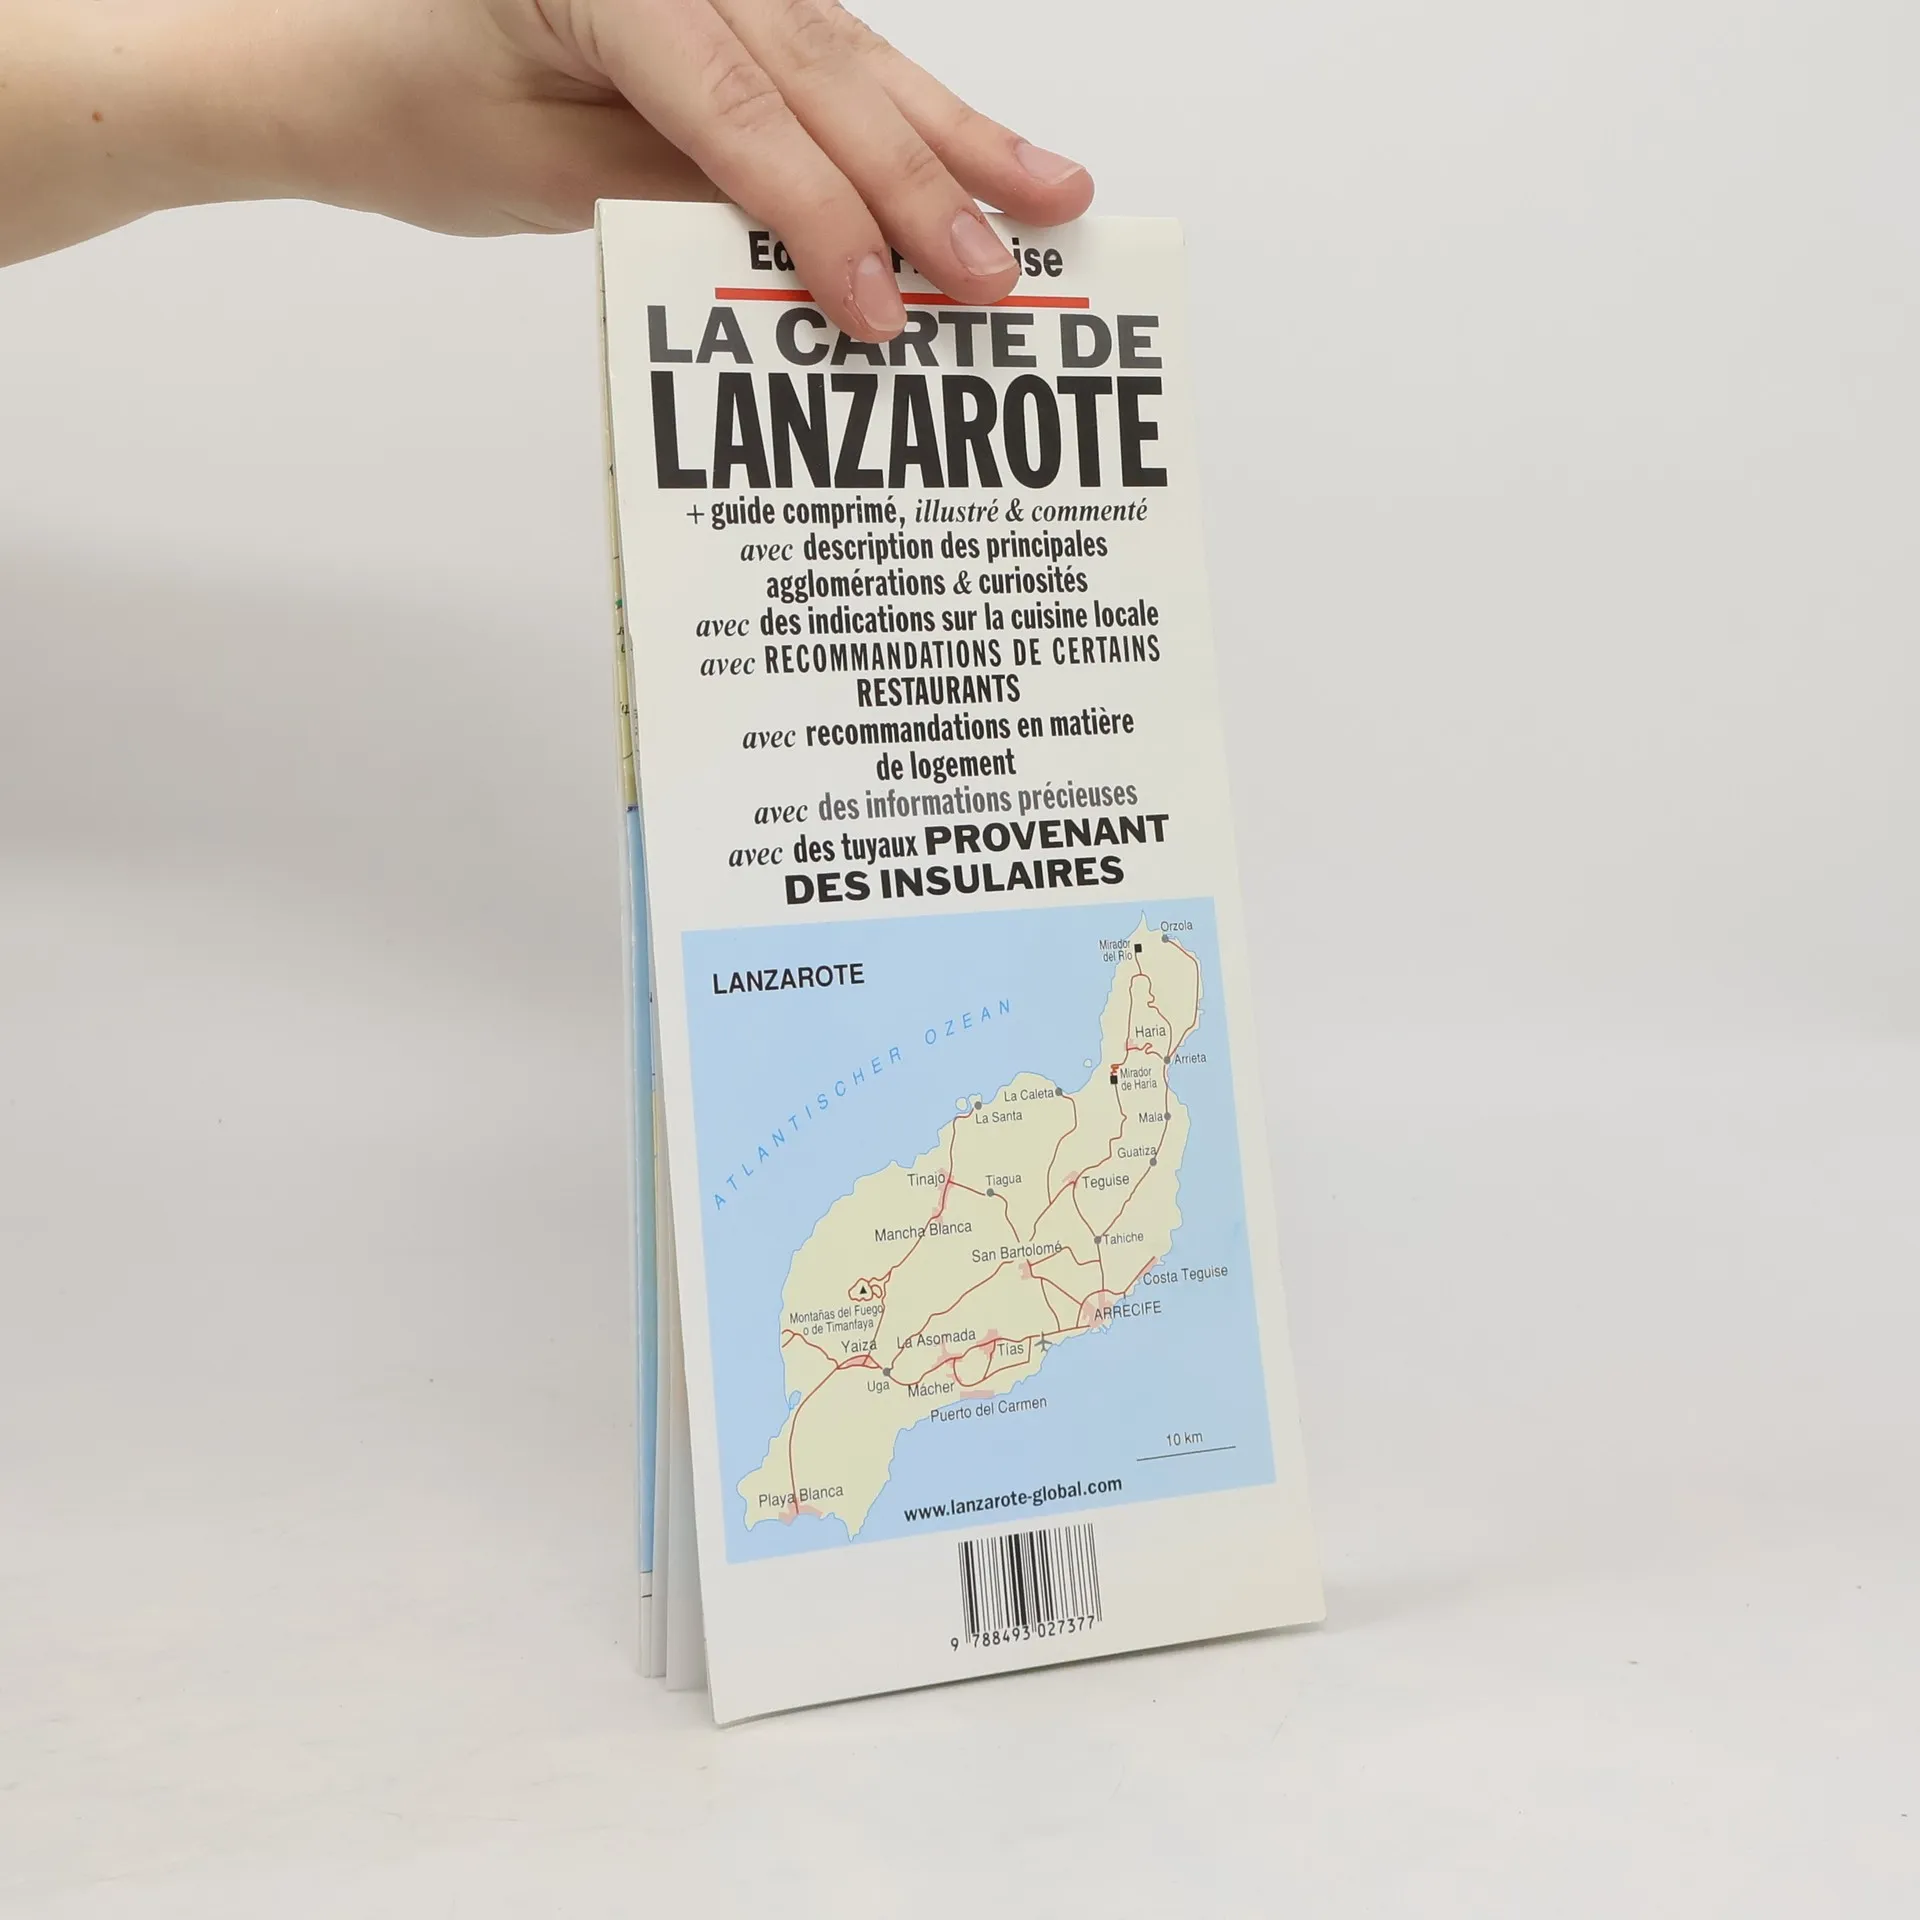 LA CARTE DE
LANZAROTE
+ guide comprimé, illustré & commenté
avec description des principales
agglomérations & curiosités
avec des indications sur la cuisine locale
avec RECOMMANDATIONS DE CERTAINS
RESTAURANTS
avec recommandations en matière
de logement
avec des informations précieuses
avec des tuyaux PROVENANT
DES INSULAIRES
LANZAROTE
ATLANTISCHER OZEAN
Orzola
Mirador
del Rio
Haria
Arrieta
Mirador
de Haria
La Caleta
La Santa
Mala
Guatiza
Tinajo
Tiagua
Teguise
Mancha Blanca
San Bartolomé
Tahiche
Costa Teguise
Montañas del Fuego
o de Timanfaya
ARRECIFE
Yaiza
La Asomada
Tías
Uga
Mácher
Puerto del Carmen
10 km
Playa Blanca
www.lanzarote-global.com
9 788493 027377